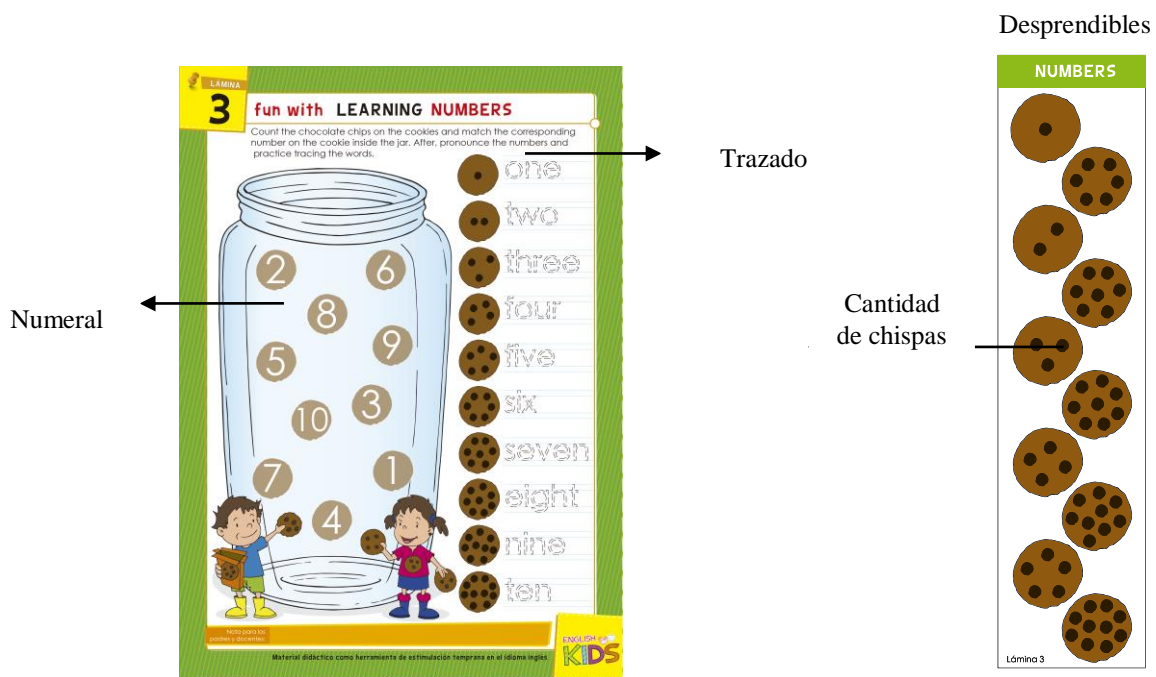 Desprendibles
LÁMINA
3
fun with LEARNING NUMBERS
Count the chocolate chips on the cookies and match the corresponding
number on the cookie inside the jar. After, pronounce the numbers and
practice tracing the words.
one
two
three
four
five
six
seven
eight
nine
ten
2
6
8
9
5
3
10
7
1
4
Nota para los
padres y docentes:
Material didáctico como herramienta de estimulación temprana en el idioma inglés
ENGLISH
KIDS
Numeral
Trazado
Cantidad
de chispas
NUMBERS
Lámina 3